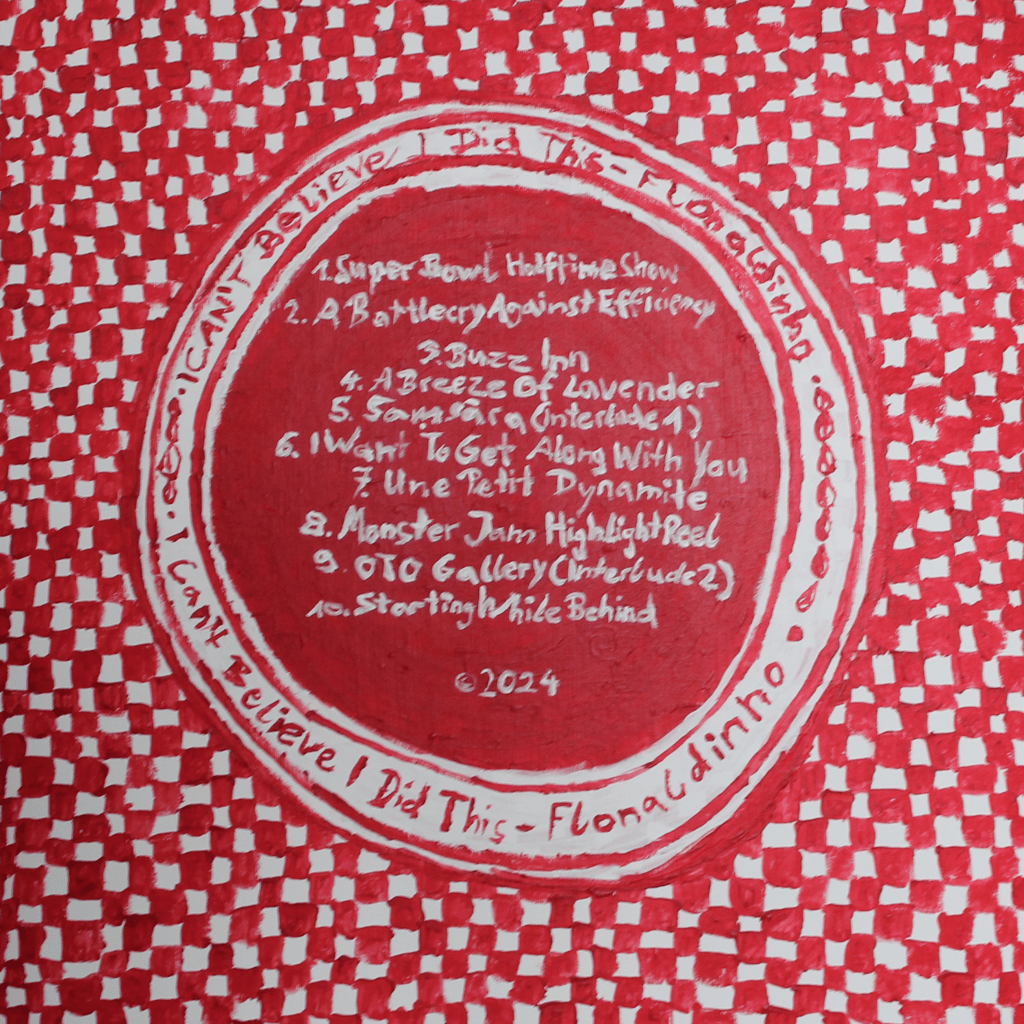 I CAN'T Believe I Did This - FlonaldinhO
1. Super Bowl Halftime Show
2. A Battlecry Against Efficiency
3. Buzz Inn
4. A Breeze Of Lavender
5. Samsāra (Interlude 1)
6. I Want To Get Along With You
7. Une Petit Dynamite
8. Monster Jam Highlight Reel
9. OTO Gallery (Interlude 2)
10. Starting While Behind
©2024
I Can't Believe I Did This - Flonaldinho